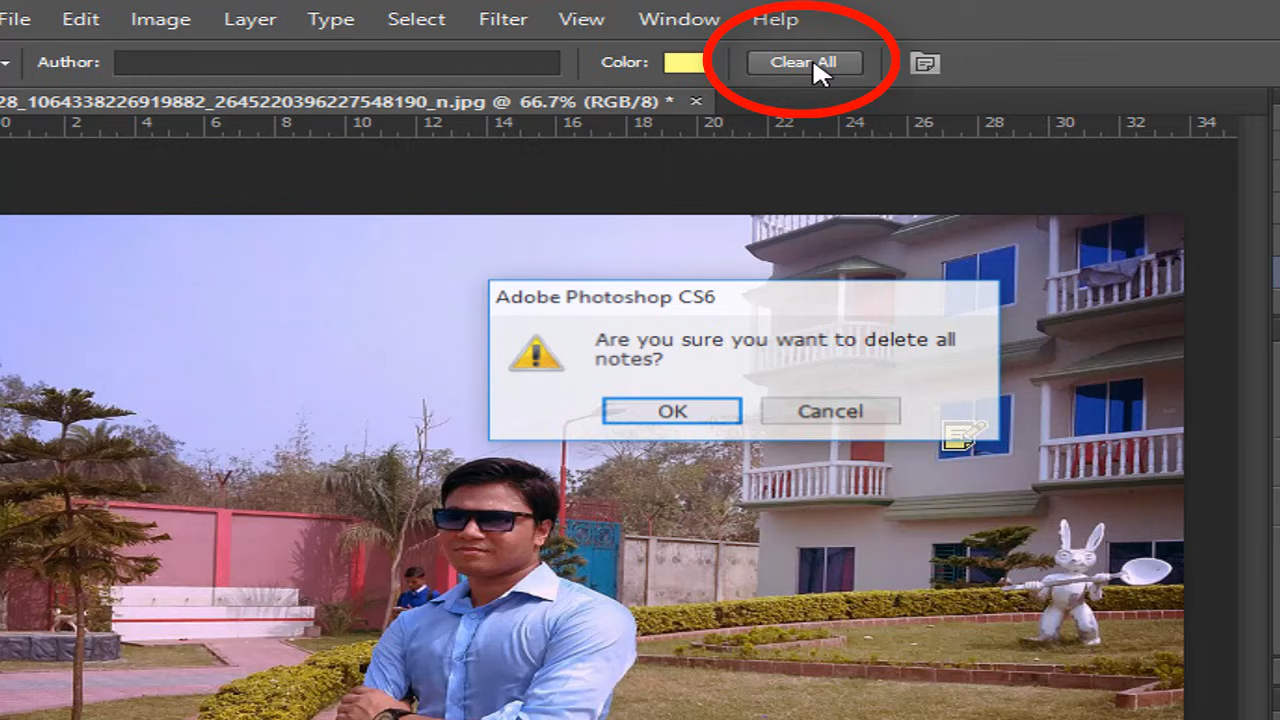 File Edit Image Layer Type Select Filter View Window Help
Author: Color: Clear All
28_1064338226919882_2645220396227548190_n.jpg @ 66.7% (RGB/8) * ×
0 2 4 6 8 10 12 14 16 18 20 22 24 26 28 30 32 34
Adobe Photoshop CS6
Are you sure you want to delete all
notes?
OK Cancel